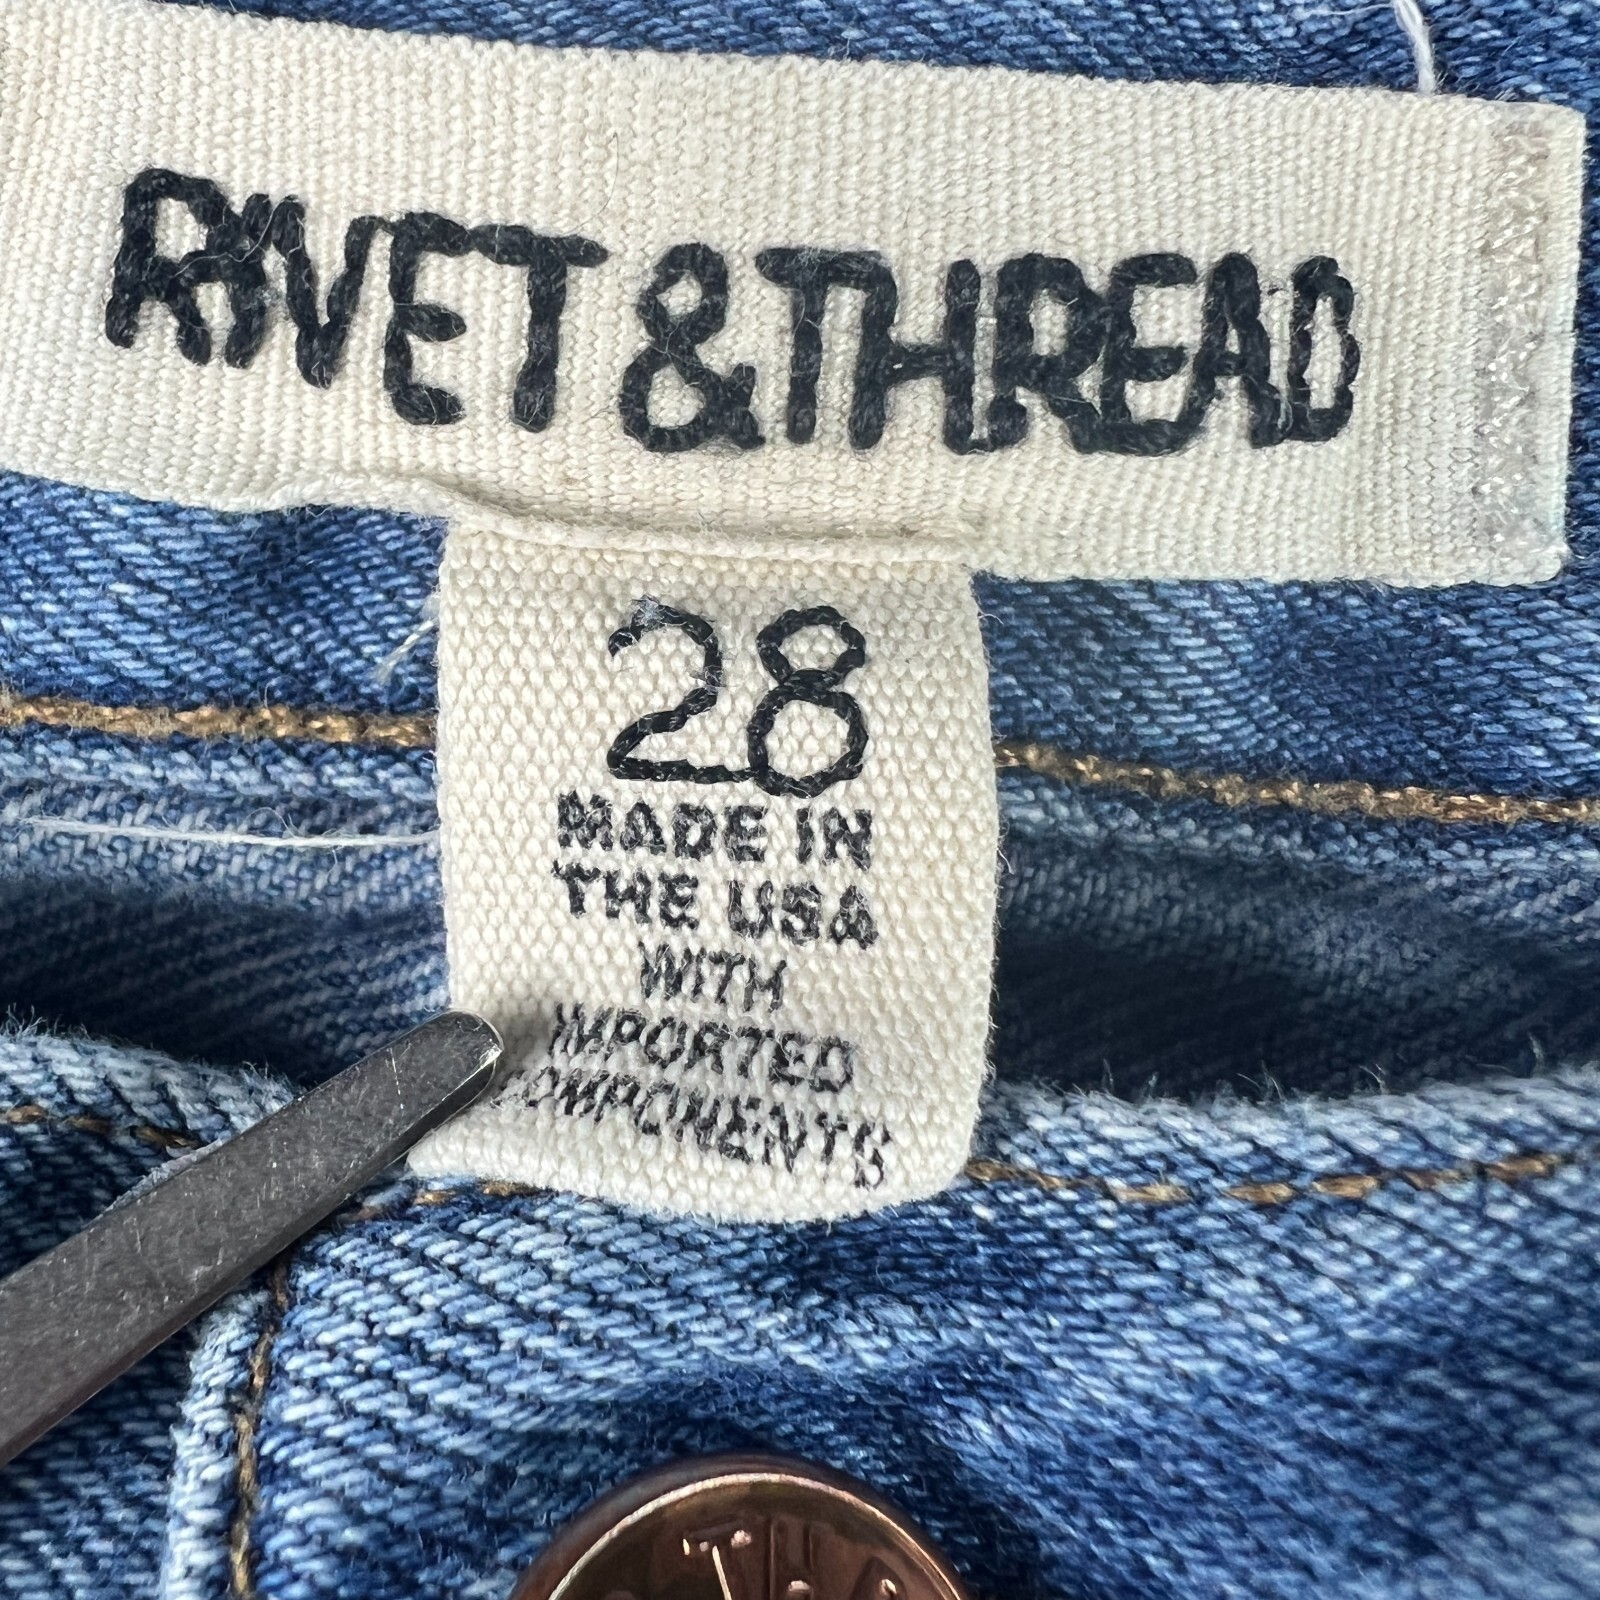 RIVET & THREAD
28
MADE IN
THE USA
WITH
IMPORTED
COMPONENTS